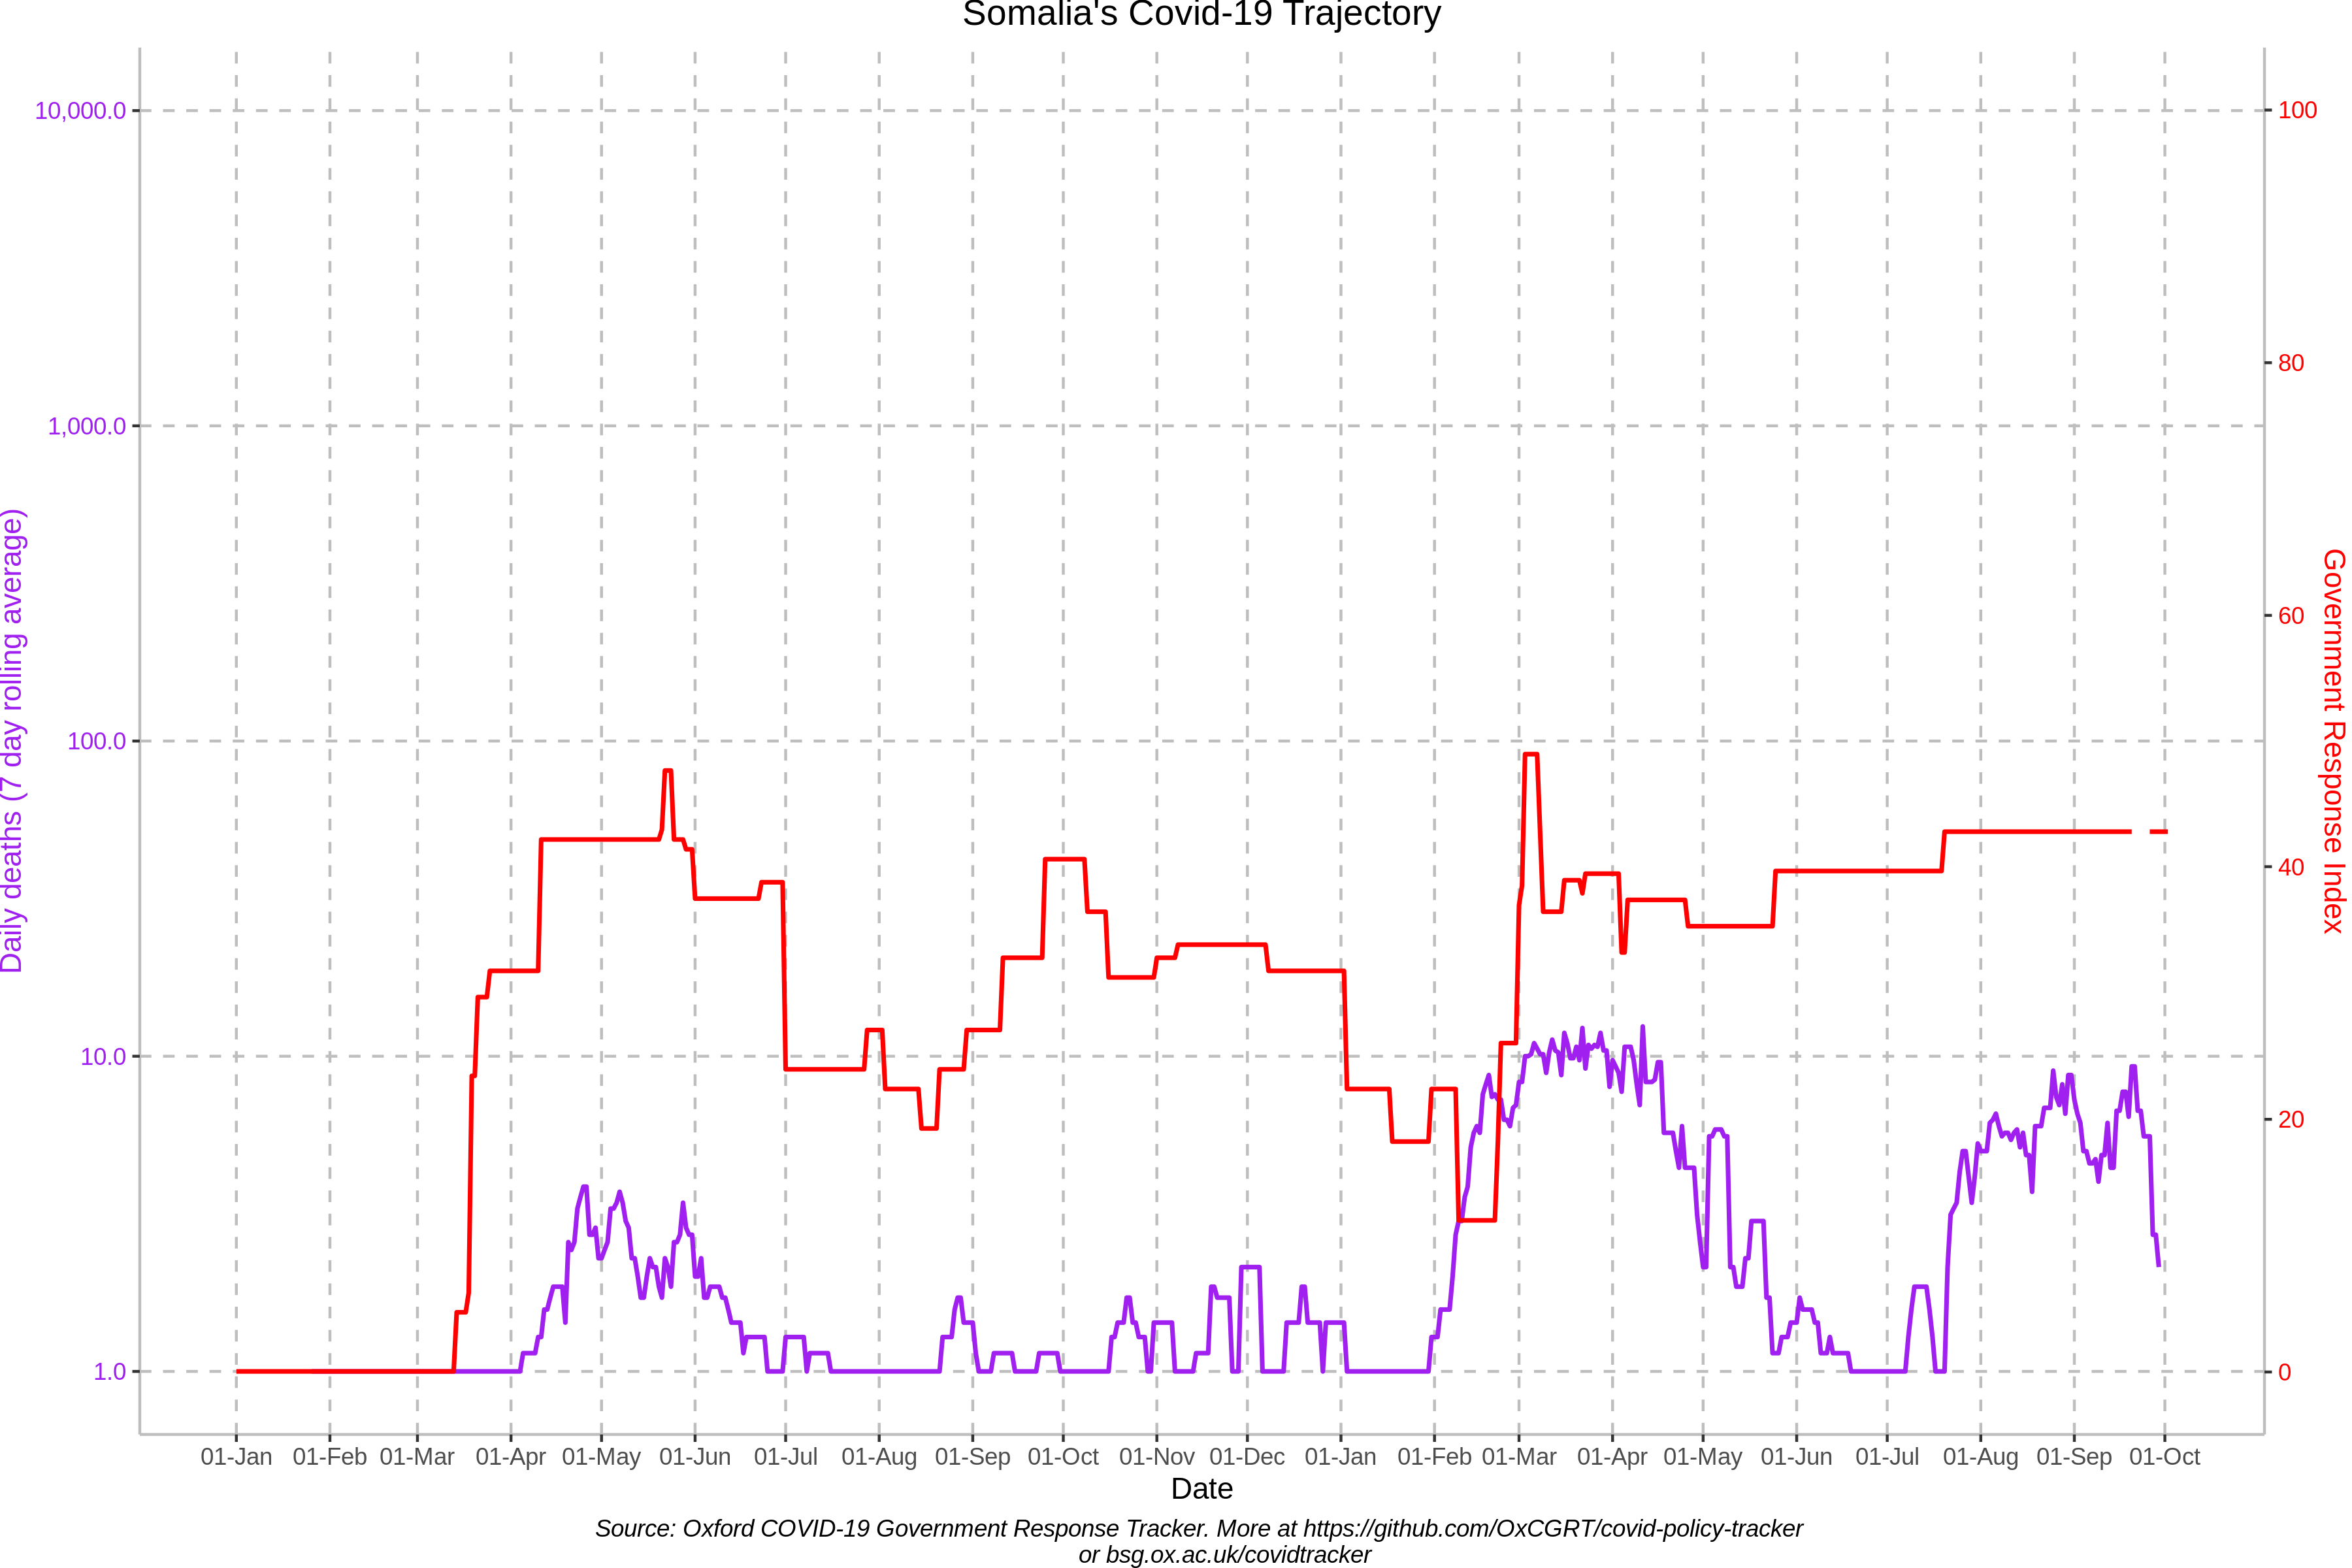 Somalia's Covid-19 Trajectory
10,000.0
1,000.0
100.0
10.0
1.0
Daily deaths (7 day rolling average)
100
80
60
40
20
0
Government Response Index
01-Jan 01-Feb 01-Mar 01-Apr 01-May 01-Jun 01-Jul 01-Aug 01-Sep 01-Oct 01-Nov 01-Dec 01-Jan 01-Feb 01-Mar 01-Apr 01-May 01-Jun 01-Jul 01-Aug 01-Sep 01-Oct
Date
Source: Oxford COVID-19 Government Response Tracker. More at https://github.com/OxCGRT/covid-policy-tracker
or bsg.ox.ac.uk/covidtracker